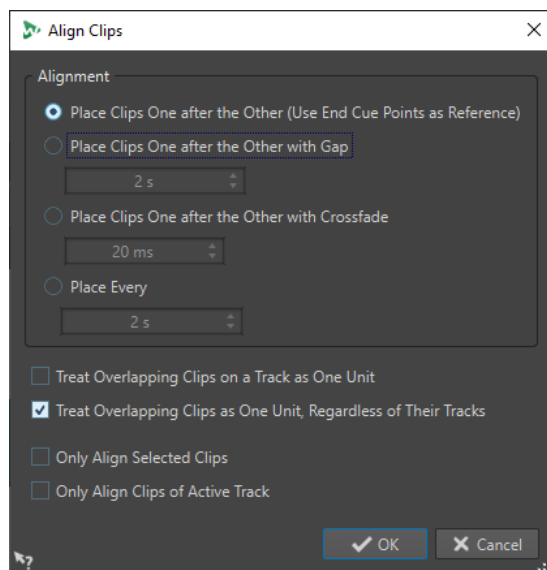 Align Clips
Alignment
Place Clips One after the Other (Use End Cue Points as Reference)
Place Clips One after the Other with Gap
2 s
Place Clips One after the Other with Crossfade
20 ms
Place Every
2 s
Treat Overlapping Clips on a Track as One Unit
Treat Overlapping Clips as One Unit, Regardless of Their Tracks
Only Align Selected Clips
Only Align Clips of Active Track
OK Cancel
?